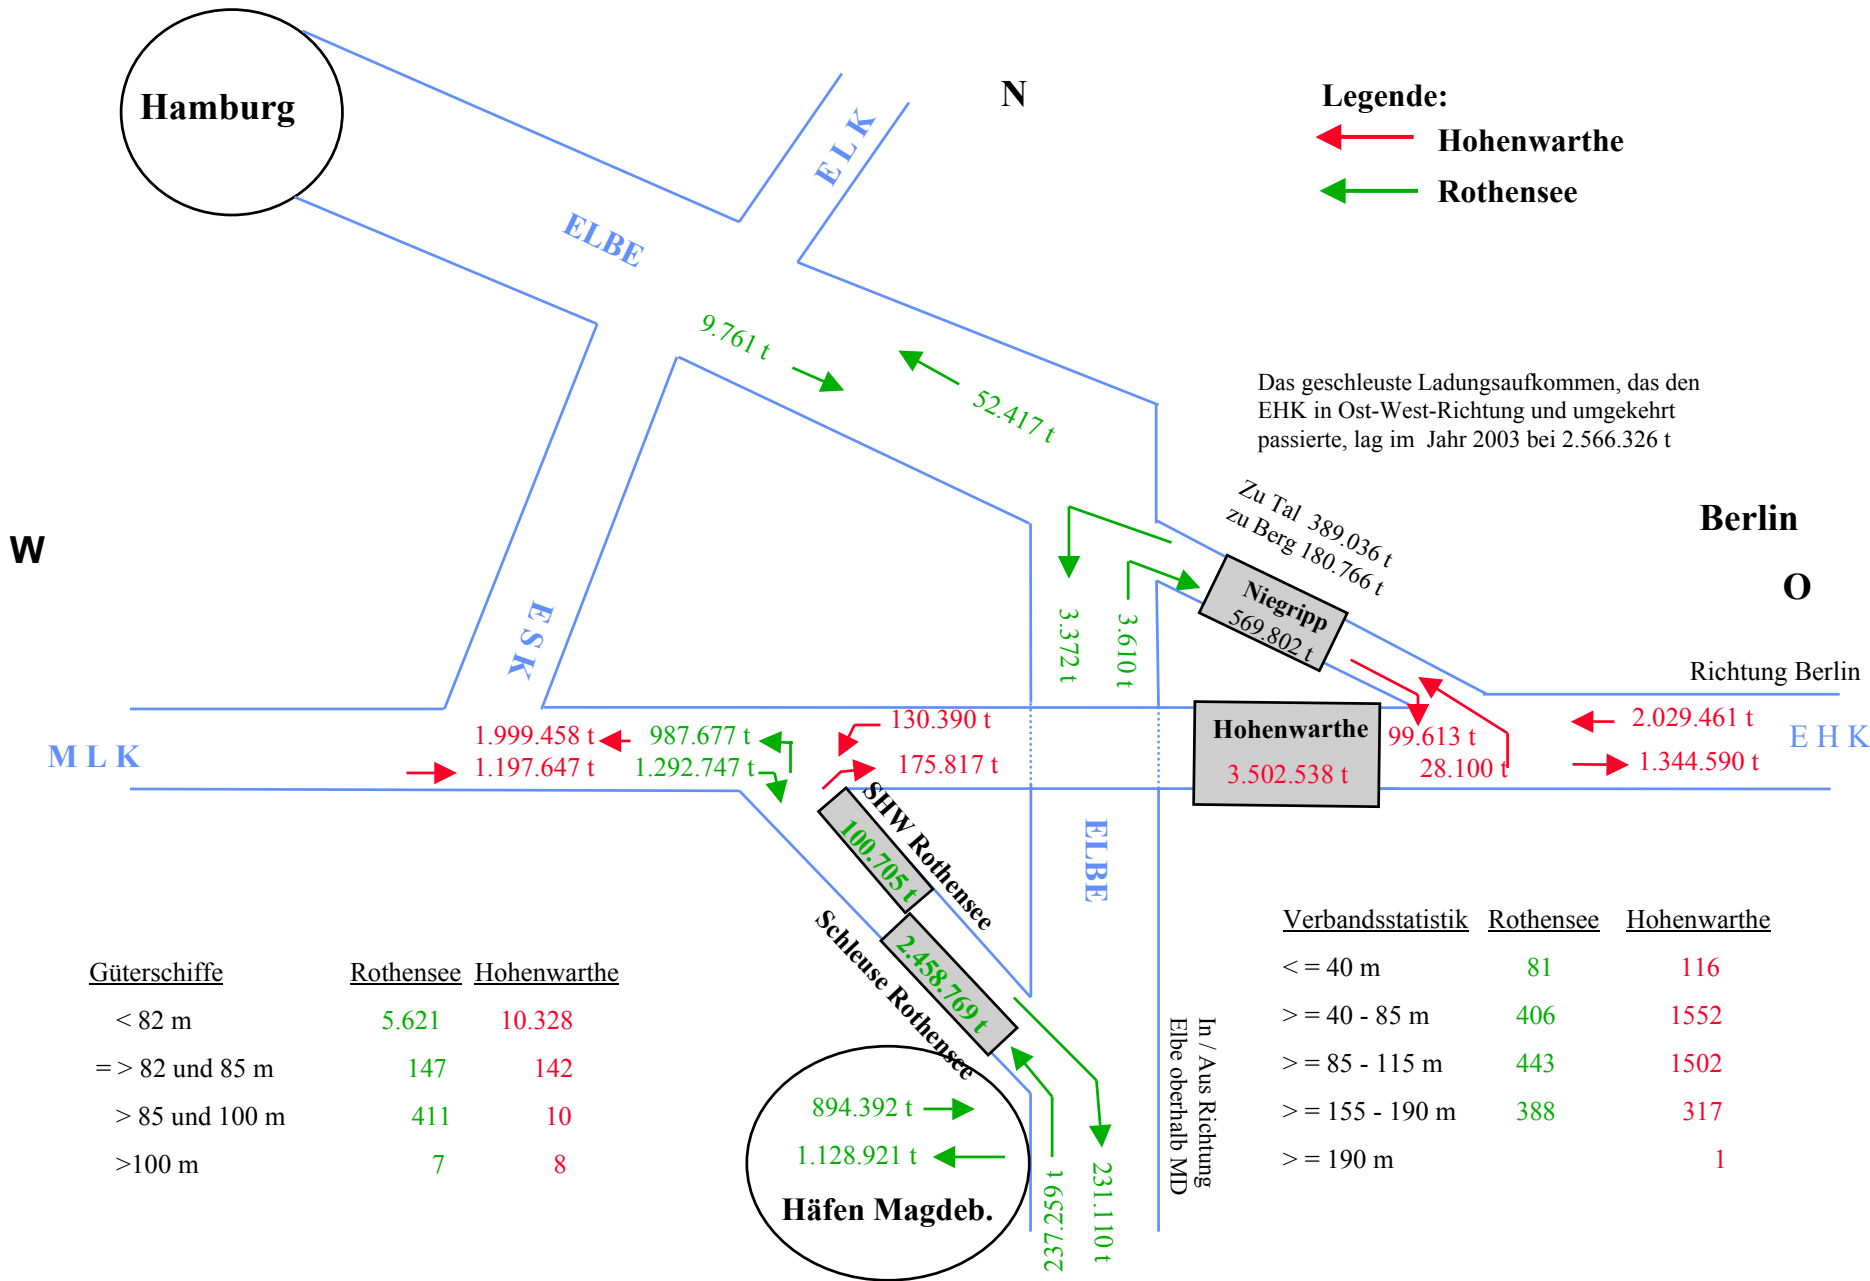 Hamburg
N
Legende:
Hohenwarthe
Rothensee
ELK
ELBE
9.761 t
52.417 t
Das geschleuste Ladungsaufkommen, das den
EHK in Ost-West-Richtung und umgekehrt
passierte, lag im Jahr 2003 bei 2.566.326 t
Zu Tal 389.036 t
zu Berg 180.766 t
Berlin
O
W
Niegripp
569.802 t
3.372 t
3.610 t
ESK
Richtung Berlin
MLK
1.999.458 t
987.677 t
130.390 t
1.197.647 t
1.292.747 t
175.817 t
Hohenwarthe
3.502.538 t
99.613 t
28.100 t
2.029.461 t
1.344.590 t
EHK
SHW Rothensee
100.705 t
ELBE
Schleuse Rothensee
2.458.769 t
In / Aus Richtung
Elbe oberhalb MD
894.392 t
1.128.921 t
Häfen Magdeb.
237.259 t
231.110 t
Güterschiffe Rothensee Hohenwarthe
< 82 m 5.621 10.328
= > 82 und 85 m 147 142
> 85 und 100 m 411 10
>100 m 7 8
Verbandsstatistik Rothensee Hohenwarthe
< = 40 m 81 116
> = 40 - 85 m 406 1552
> = 85 - 115 m 443 1502
> = 155 - 190 m 388 317
> = 190 m 1